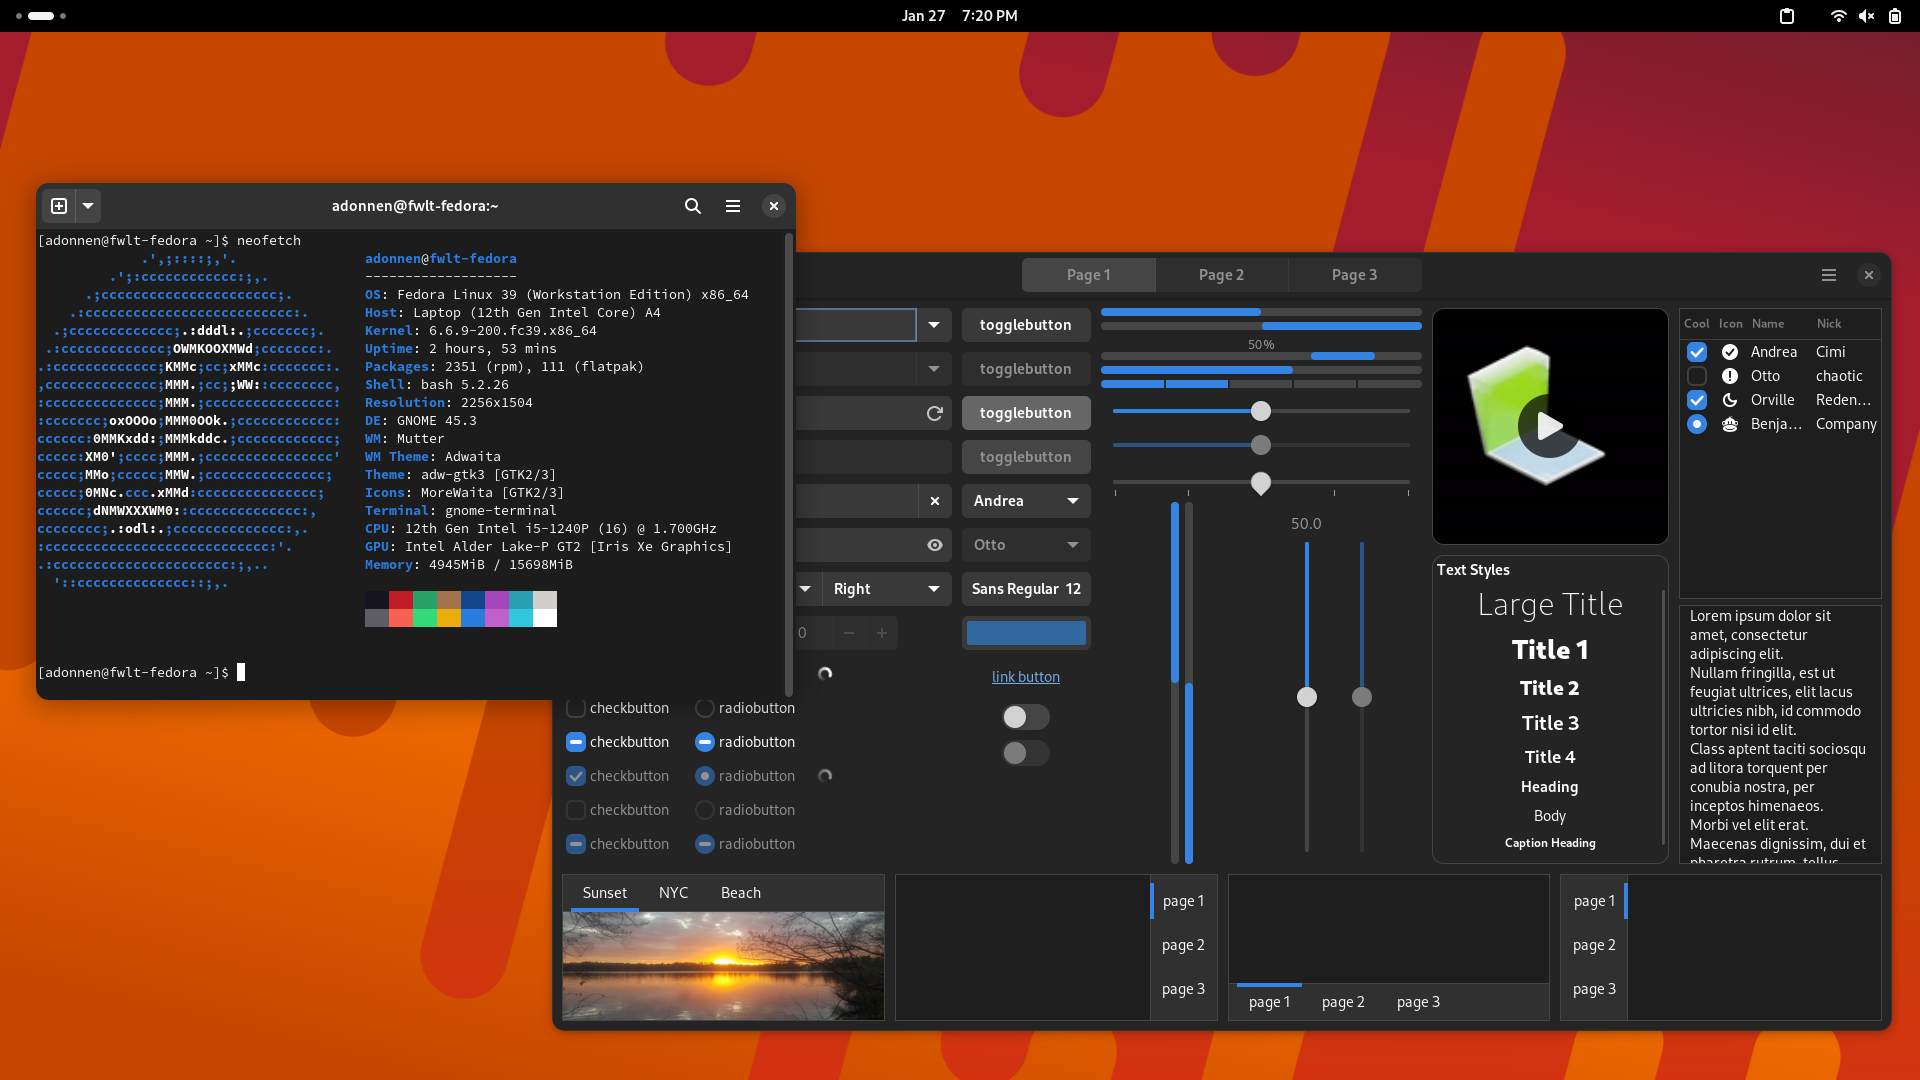 Jan 27 7:20 PM
adonnen@fwlt-fedora:~
[adonnen@fwlt-fedora ~]$ neofetch
.',;::::;,'.
.';:cccccccccccc:;,.
.;cccccccccccccccccccccc;.
.:cccccccccccccccccccccccccc:.
.;ccccccccccccc;.:dddl:.;ccccccc;.
.:ccccccccccccc;OWMKOOXMWd;ccccccc:.
.:ccccccccccccc;KMMc;cc;xMMc:ccccccc:.
,cccccccccccccc;MMM.;cc;;WW::cccccccc,
:cccccccccccccc;MMM.;cccccccccccccccc:
:ccccccc;oxOOOo;MMM0OOk.;cccccccccccc:
cccccc:0MMKxdd:;MMMkddc.;cccccccccccc;
ccccc:XM0';cccc;MMM.;cccccccccccccccc'
ccccc;MMo;ccccc;MMW.;ccccccccccccccc;
ccccc;0MNc.ccc.xMMd:ccccccccccccccc;
cccccc;dNMWXXXWM0::cccccccccccccc:,
cccccccc;.:odl:.;cccccccccccccc:,.
:cccccccccccccccccccccccccccc:'.
.:cccccccccccccccccccccc:;,..
'::cccccccccccccc::;,.
adonnen@fwlt-fedora
-------------------
OS: Fedora Linux 39 (Workstation Edition) x86_64
Host: Laptop (12th Gen Intel Core) A4
Kernel: 6.6.9-200.fc39.x86_64
Uptime: 2 hours, 53 mins
Packages: 2351 (rpm), 111 (flatpak)
Shell: bash 5.2.26
Resolution: 2256x1504
DE: GNOME 45.3
WM: Mutter
WM Theme: Adwaita
Theme: adw-gtk3 [GTK2/3]
Icons: MoreWaita [GTK2/3]
Terminal: gnome-terminal
CPU: 12th Gen Intel i5-1240P (16) @ 1.700GHz
GPU: Intel Alder Lake-P GT2 [Iris Xe Graphics]
Memory: 4945MiB / 15698MiB
[adonnen@fwlt-fedora ~]$
Page 1 Page 2 Page 3
togglebutton
togglebutton
togglebutton
togglebutton
Andrea
Otto
Right
Sans Regular 12
0
link button
checkbutton radiobutton
checkbutton radiobutton
checkbutton radiobutton
checkbutton radiobutton
checkbutton radiobutton
50%
50.0
Text Styles
Large Title
Title 1
Title 2
Title 3
Title 4
Heading
Body
Caption Heading
Cool Icon Name Nick
Andrea Cimi
Otto chaotic
Orville Reden...
Benja... Company
Lorem ipsum dolor sit
amet, consectetur
adipiscing elit.
Nullam fringilla, est ut
feugiat ultrices, elit lacus
ultricies nibh, id commodo
tortor nisi id elit.
Class aptent taciti sociosqu
ad litora torquent per
conubia nostra, per
inceptos himenaeos.
Morbi vel elit erat.
Maecenas dignissim, dui et
pharetra rutrum, tellus
Sunset NYC Beach
page 1
page 2
page 3
page 1 page 2 page 3
page 1
page 2
page 3